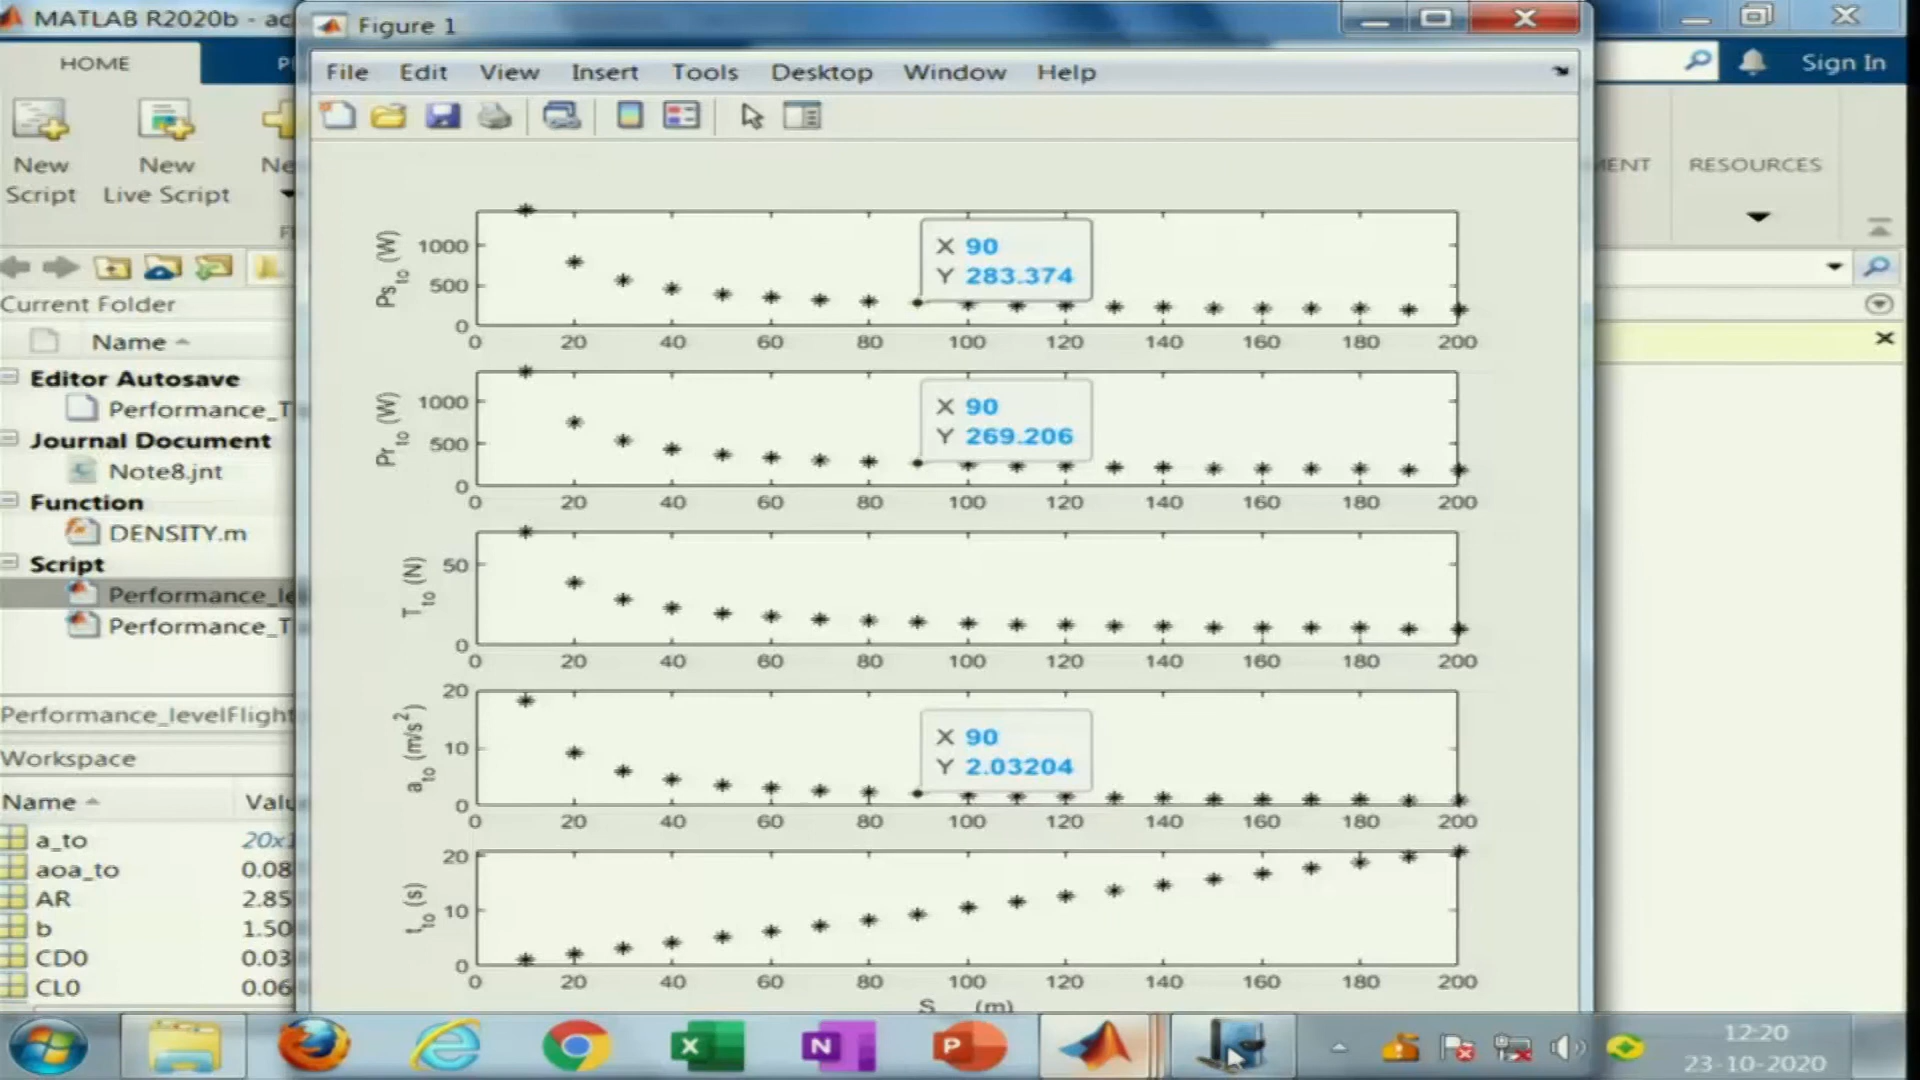 MATLAB R2020b - ac
Figure 1
HOME
Sign In
File Edit View Insert Tools Desktop Window Help
New Script
New Live Script
RESOURCES
Current Folder
Name
Editor Autosave
Performance_T
Journal Document
Note8.jnt
Function
DENSITY.m
Script
Performance_le
Performance_T
Performance_levelFlight
Workspace
Name Valu
a_to 20x1
aoa_to 0.08
AR 2.85
b 1.50
CD0 0.03
CL0 0.06
Ps_to (W)
1000
500
0
X 90
Y 283.374
0 20 40 60 80 100 120 140 160 180 200
Pr_to (W)
1000
500
0
X 90
Y 269.206
0 20 40 60 80 100 120 140 160 180 200
T_to (N)
50
0
0 20 40 60 80 100 120 140 160 180 200
a_to (m/s²)
20
10
0
X 90
Y 2.03204
0 20 40 60 80 100 120 140 160 180 200
t_to (s)
20
10
0
0 20 40 60 80 100 120 140 160 180 200
S (m)
12:20
23-10-2020